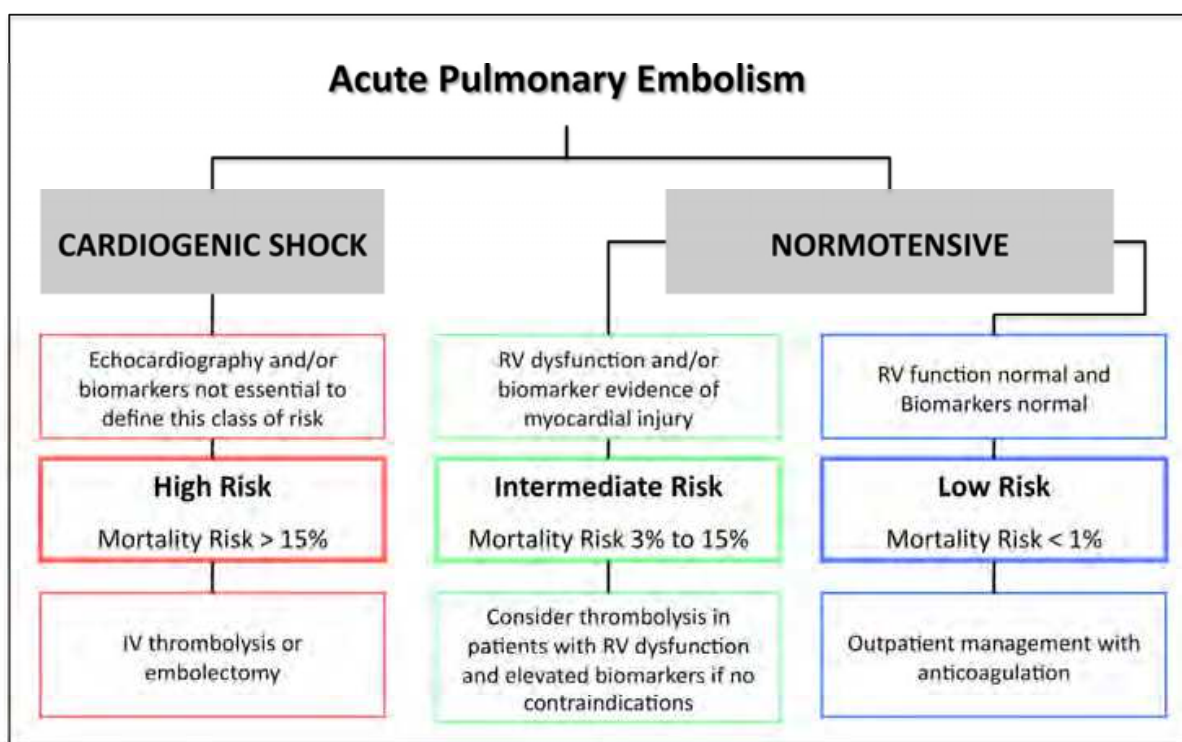 Acute Pulmonary Embolism
CARDIOGENIC SHOCK
NORMOTENSIVE
Echocardiography and/or
biomarkers not essential to
define this class of risk
RV dysfunction and/or
biomarker evidence of
myocardial injury
RV function normal and
Biomarkers normal
High Risk
Mortality Risk > 15%
Intermediate Risk
Mortality Risk 3% to 15%
Low Risk
Mortality Risk < 1%
IV thrombolysis or
embolectomy
Consider thrombolysis in
patients with RV dysfunction
and elevated biomarkers if no
contraindications
Outpatient management with
anticoagulation